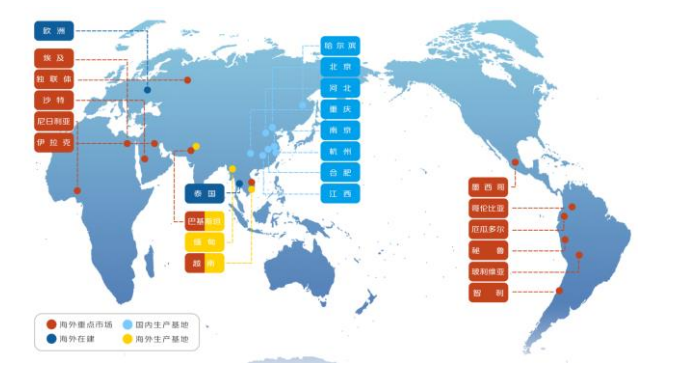 欧洲
埃及
独联体
沙特
尼日利亚
伊拉克
哈尔滨
北京
河北
重庆
南京
杭州
合肥
江西
泰国
巴基斯坦
缅甸
越南
墨西哥
哥伦比亚
厄瓜多尔
秘鲁
玻利维亚
智利
海外重点市场
国内生产基地
海外在建
海外生产基地